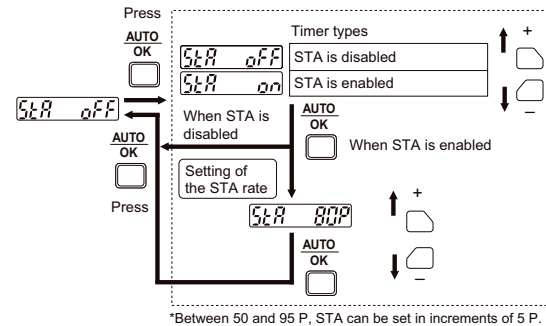 Press
AUTO
OK
Timer types
+
StA oFF
STA is disabled
StA on
STA is enabled
–
StA oFF
When STA is
disabled
AUTO
OK
When STA is enabled
AUTO
OK
Press
Setting of
the STA rate
StA 80P
+
AUTO
OK
–
*Between 50 and 95 P, STA can be set in increments of 5 P.